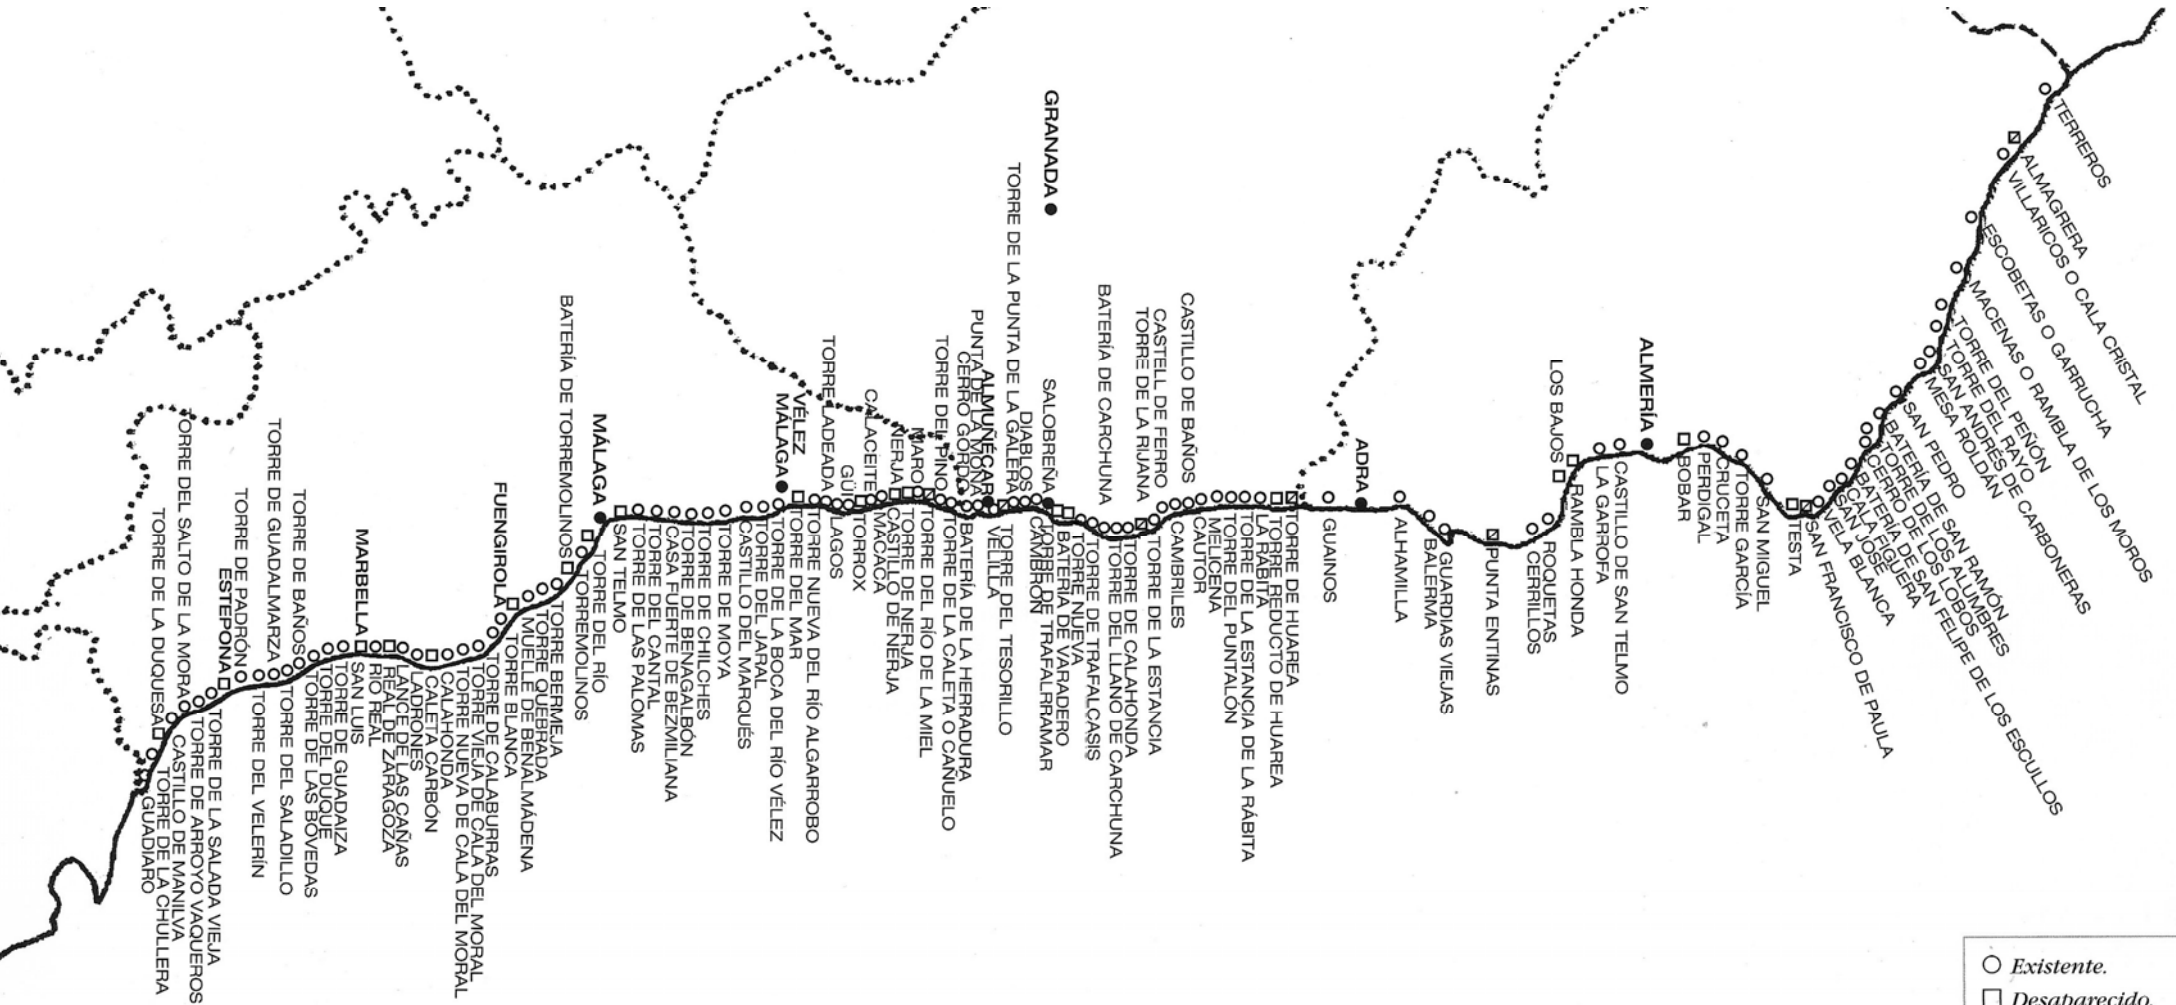 GRANADA
TORRE DE LA PUNTA DE LA GALERA
BATERÍA DE TORREMOLINOS
MÁLAGA
VÉLEZ
MÁLAGA
TORRE LADEADA
GÜI
CALACEITE
NERJA
MARO
TORRE DEL PINO
CERRO GORDO
PUNTA DE LA MONA
ALMUÑÉCAR
DIABLOS
SALOBREÑA
BATERÍA DE CARCHUNA
TORRE DE LA RIJANA
CASTELL DE FERRO
CASTILLO DE BAÑOS
ADRA
LOS BAJOS
ALMERÍA
TORRE DE LA DUQUESA
TORRE DEL SALTO DE LA MORA
ESTEPONA
TORRE DE PADRÓN
TORRE DE GUADALMARZA
TORRE DE BAÑOS
MARBELLA
FUENGIROLA
GUADIARO
TORRE DE LA CHULLERA
CASTILLO DE MANILVA
TORRE DE ARROYO VAQUEROS
TORRE DE LA SALADA VIEJA
TORRE DEL VELERÍN
TORRE DEL SALADILLO
TORRE DE LAS BÓVEDAS
TORRE DEL DUQUE
TORRE DE GUADAIZA
SAN LUIS
RÍO REAL
REAL DE ZARAGOZA
LANCE DE LAS CAÑAS
LADRONES
CALETA CARBÓN
CALAHONDA
TORRE NUEVA DE CALA DEL MORAL
TORRE VIEJA DE CALA DEL MORAL
TORRE DE CALABURRAS
TORRE BLANCA
MUELLE DE BENALMÁDENA
TORRE QUEBRADA
TORRE BERMEJA
TORREMOLINOS
TORRE DEL RÍO
SAN TELMO
TORRE DE LAS PALOMAS
TORRE DEL CANTAL
CASA FUERTE DE BEZMILIANA
TORRE DE BENAGALBÓN
TORRE DE CHILCHES
TORRE DE MOYA
CASTILLO DEL MARQUÉS
TORRE DEL JARAL
TORRE DE LA BOCA DEL RÍO VÉLEZ
TORRE DEL MAR
TORRE NUEVA DEL RÍO ALGARROBO
LAGOS
TORROX
MACACA
CASTILLO DE NERJA
TORRE DE NERJA
TORRE DEL RÍO DE LA MIEL
TORRE DE LA CALETA O CAÑUELO
BATERÍA DE LA HERRADURA
VELILLA
TORRE DEL TESORILLO
CAMBRÓN
TORRE DE TRAFALRRAMAR
BATERÍA DE VARADERO
TORRE NUEVA
TORRE DE TRAFALCASIS
TORRE DEL LLANO DE CARCHUNA
TORRE DE CALAHONDA
TORRE DE LA ESTANCIA
CAMBRILES
CAUTOR
MELICENA
TORRE DEL PUNTALÓN
TORRE DE LA ESTANCIA DE LA RÁBITA
LA RÁBITA
TORRE REDUCTO DE HUAREA
TORRE DE HUAREA
GUAINOS
ALHAMILLA
BALERMA
GUARDIAS VIEJAS
PUNTA ENTINAS
CERRILLOS
ROQUETAS
RAMBLA HONDA
LA GARROFA
CASTILLO DE SAN TELMO
BOBAR
PERDIGAL
CRUCETA
TORRE GARCÍA
SAN MIGUEL
TESTA
SAN FRANCISCO DE PAULA
VELA BLANCA
SAN JOSÉ
CALA FIGUERA
BATERÍA DE SAN FELIPE DE LOS ESCULLOS
CERRO DE LOS LOBOS
TORRE DE LOS ALUMBRES
BATERÍA DE SAN RAMÓN
SAN PEDRO
MESA ROLDÁN
SAN ANDRÉS DE CARBONERAS
TORRE DEL RAYO
TORRE DEL PEÑÓN
MACENAS O RAMBLA DE LOS MOROS
ESCOBETAS O GARRUCHA
VILLARICOS O CALA CRISTAL
ALMAGRERA
TERREROS
Existente.
Desaparecido.